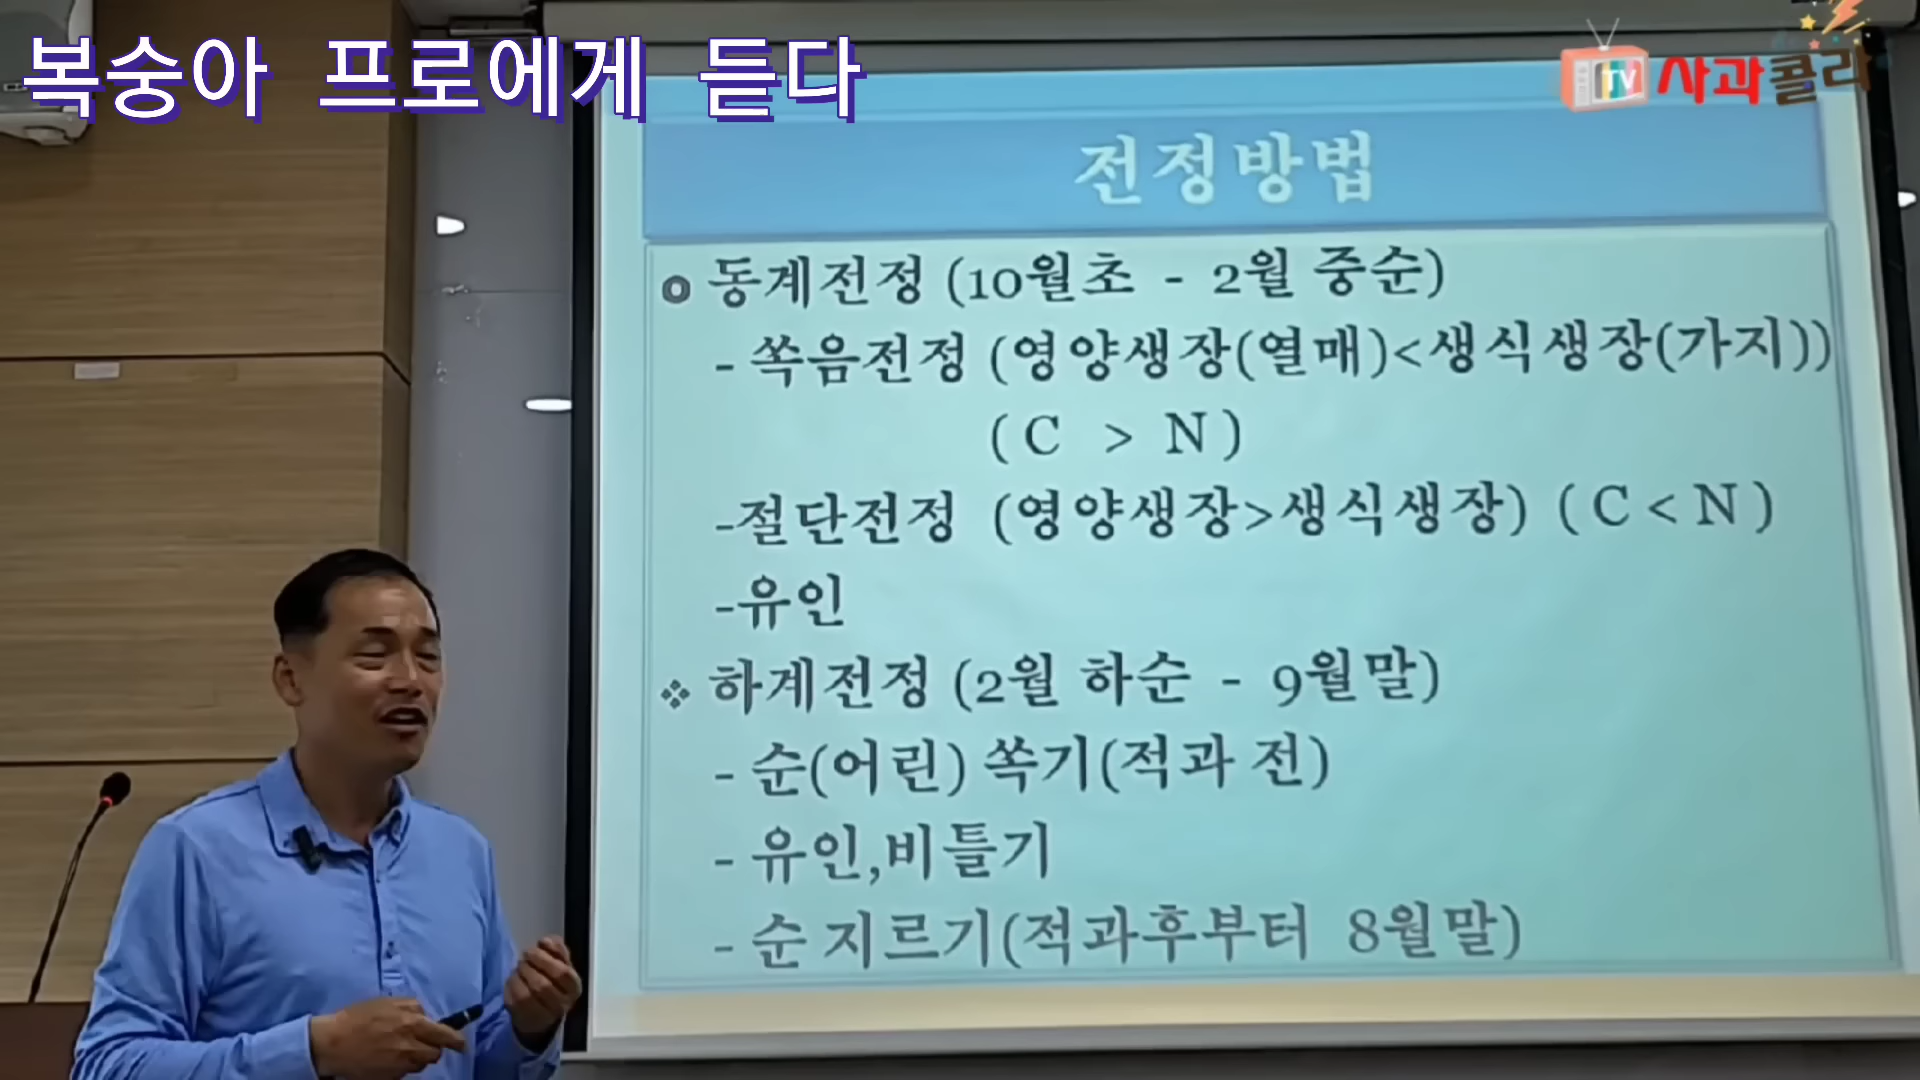 복숭아 프로에게 듣다
TV 사과콜라
전정방법
동계전정 (10월초 - 2월 중순)
- 쏙음전정 (영양생장(열매)<생식생장(가지))
( C > N )
-절단전정 (영양생장>생식생장) ( C < N )
-유인
❖ 하계전정 (2월 하순 - 9월말)
- 순(어린) 쏙기(적과 전)
- 유인,비틀기
- 순 지르기(적과후부터 8월말)